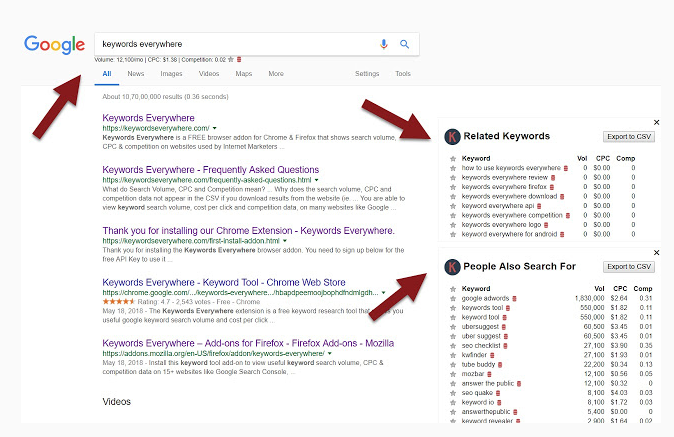 Google
keywords everywhere
Volume: 12,100/mo | CPC: $1.38 | Competition: 0.02
All News Images Videos Maps More Settings Tools
About 10,70,00,000 results (0.36 seconds)
Keywords Everywhere
https://keywordseverywhere.com/
Keywords Everywhere is a FREE browser addon for Chrome & Firefox that shows search volume,
CPC & competition on websites used by Internet Marketers ...
Keywords Everywhere - Frequently Asked Questions
https://keywordseverywhere.com/frequently-asked-questions.html
What do Search Volume, CPC and Competition mean? ... Why does the search volume, CPC and
competition data not appear in the CSV if you download results from the website (ie. ... You are able to
view keyword search volume, cost per click and competition data, on many websites like Google ...
Thank you for installing our Chrome Extension - Keywords Everywhere.
https://keywordseverywhere.com/first-install-addon.html
Thank you for installing the Keywords Everywhere browser addon. You need to sign up below for the
free API Key to use it ...
Keywords Everywhere - Keyword Tool - Chrome Web Store
https://chrome.google.com/.../keywords-everywhere.../hbapdpeemoojbophdfndmlgdh...
Rating: 4.7 - 2,543 votes - Free - Chrome
May 18, 2018 - The Keywords Everywhere extension is a free keyword research tool that you
useful google keyword search volume and cost per click ...
Keywords Everywhere – Add-ons for Firefox - Firefox Add-ons - Mozilla
https://addons.mozilla.org/en-US/firefox/addon/keywords-everywhere/
May 18, 2018 - Install this keyword tool add-on view useful keyword search volume, CPC &
competition data on 15+ websites like Google Search Console, ...
Videos
K Related Keywords Export to CSV
Keyword Vol CPC Comp
how to use keywords everywhere 0 $0.00 0
keywords everywhere review 0 $0.00 0
keywords everywhere firefox 0 $0.00 0
keywords everywhere download 0 $0.00 0
keyword everywhere api 0 $0.00 0
keywords everywhere competition 0 $0.00 0
keywords everywhere logo 0 $0.00 0
keyword everywhere for android 0 $0.00 0
K People Also Search For Export to CSV
Keyword Vol CPC Comp
google adwords 1,830,000 $2.64 0.31
keywords tool 550,000 $1.82 0.11
keyword tool 550,000 $1.82 0.11
ubersuggest 60,500 $3.45 0.01
uber suggest 60,500 $3.45 0.01
seo checklist 27,100 $3.90 0.35
kwfinder 27,100 $1.93 0.01
tube buddy 22,200 $0.34 0.13
mozbar 12,100 $0.56 0.05
answer the public 12,100 $0.32 0
seo quake 8,100 $4.03 0.03
keyword io 8,100 $1.72 0.03
answerthepublic 5,400 $0.00 0
keyword revealer 2,900 $1.96 0.04